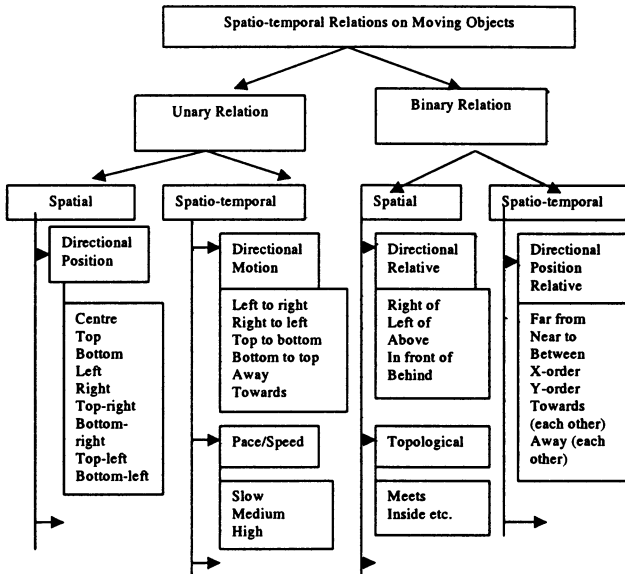 Spatio-temporal Relations on Moving Objects
Unary Relation
Binary Relation
Spatial
Directional
Position
Centre
Top
Bottom
Left
Right
Top-right
Bottom-
right
Top-left
Bottom-left
Spatio-temporal
Directional
Motion
Left to right
Right to left
Top to bottom
Bottom to top
Away
Towards
Pace/Speed
Slow
Medium
High
Spatial
Directional
Relative
Right of
Left of
Above
In front of
Behind
Topological
Meets
Inside etc.
Spatio-temporal
Directional
Position
Relative
Far from
Near to
Between
X-order
Y-order
Towards
(each other)
Away (each
other)